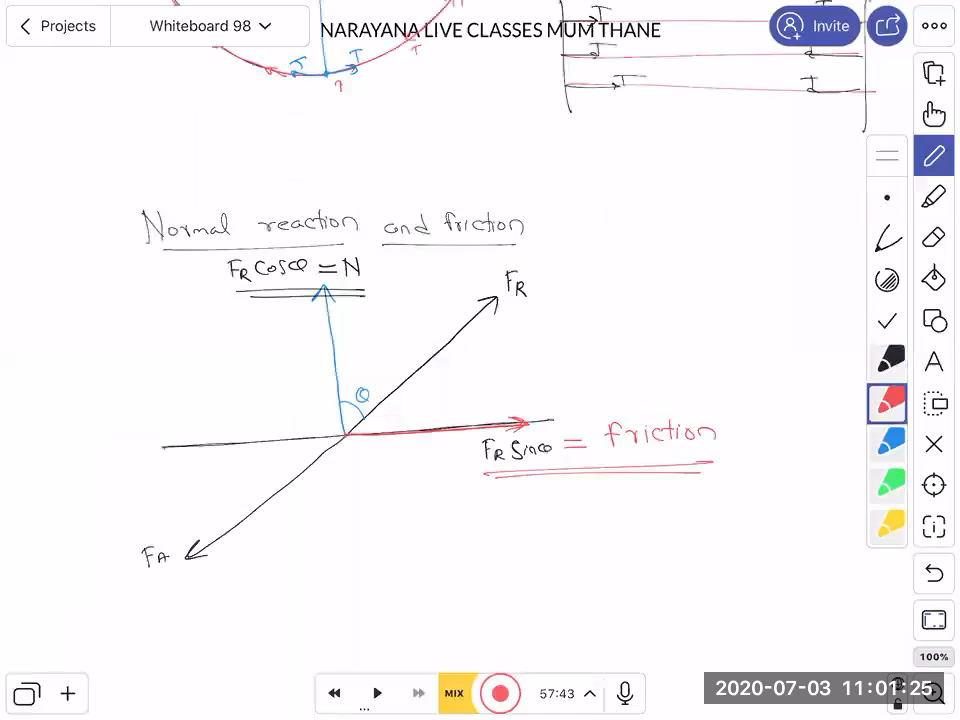 Projects
Whiteboard 98
NARAYANA LIVE CLASSES MUM THANE
Invite
T
T
T
T
T
T
T
T
Normal reaction and friction
FR Cosθ = N
FR
θ
FR Sinθ = friction
FA
A
100%
MIX
57:43
2020-07-03 11:01:25